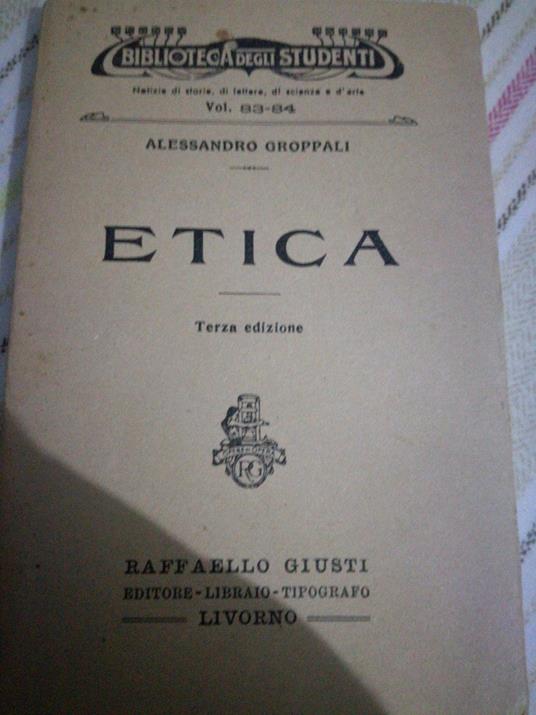 BIBLIOTECA DEGLI STUDENTI
Notizie di storia, di lettere, di scienze e d'arte
Vol. 83-84
ALESSANDRO GROPPALI
ETICA
Terza edizione
RG
RAFFAELLO GIUSTI
EDITORE-LIBRAIO-TIPOGRAFO
LIVORNO